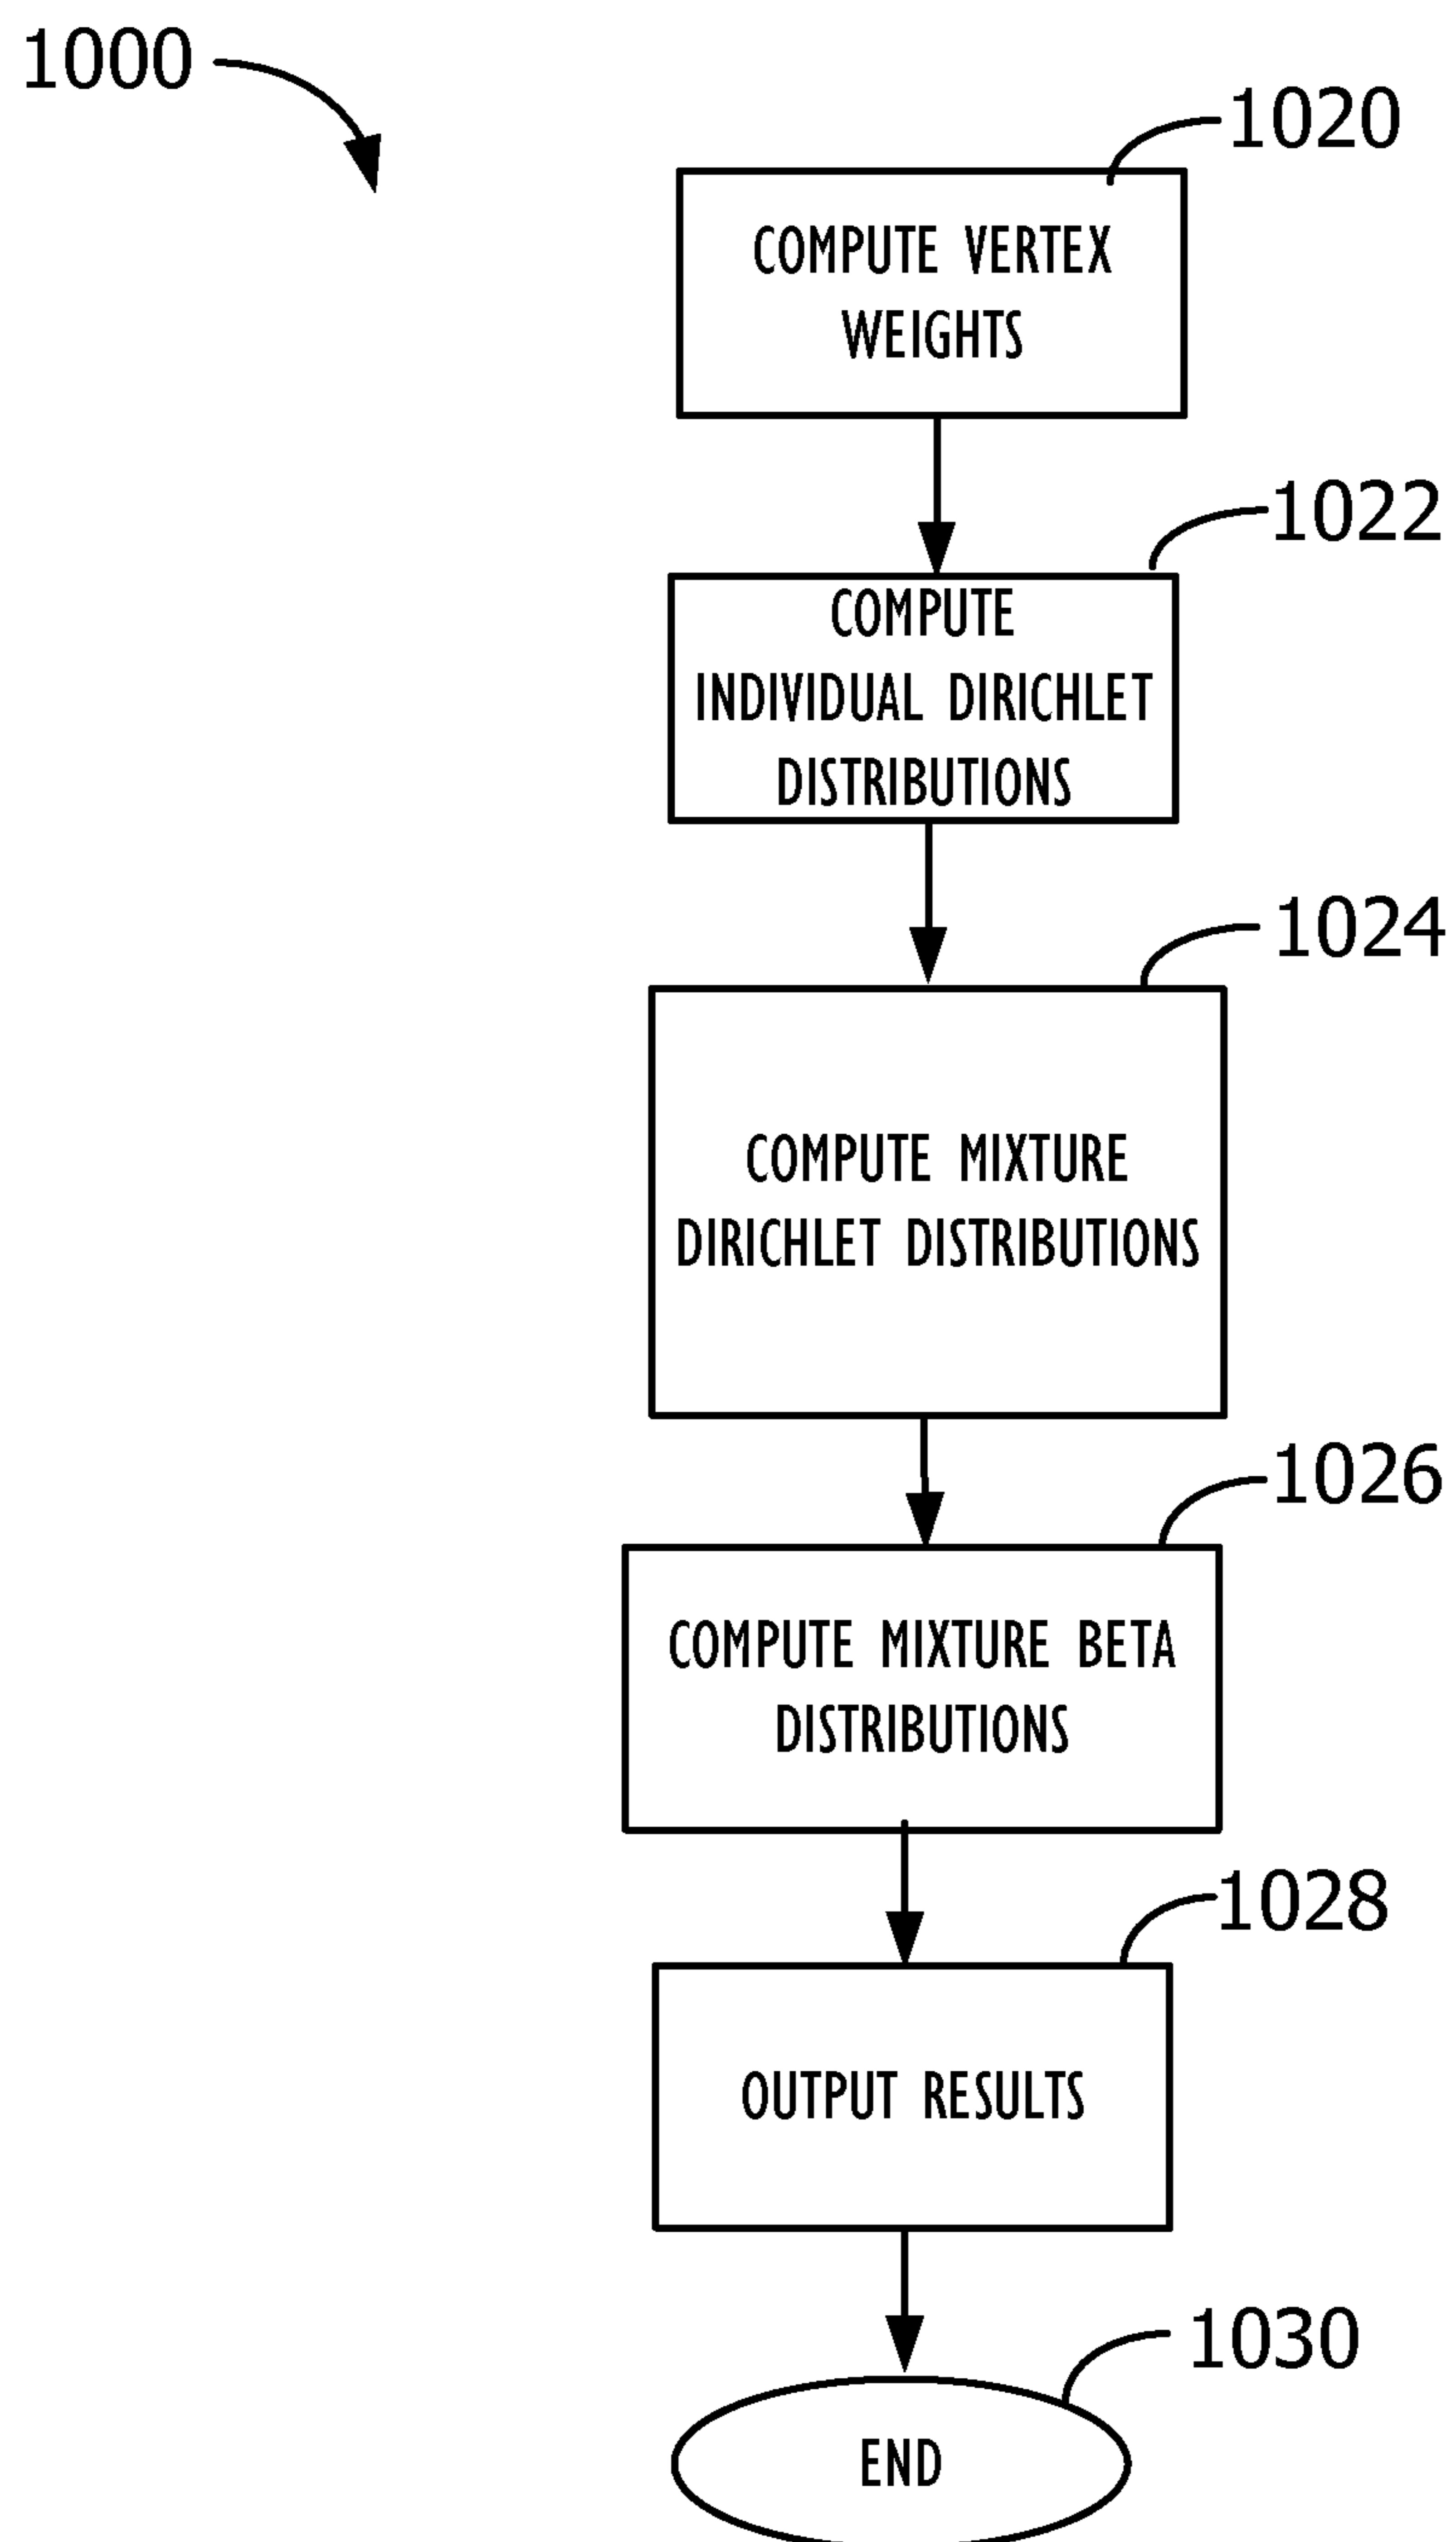 1000
1020
COMPUTE VERTEX
WEIGHTS
1022
COMPUTE
INDIVIDUAL DIRICHLET
DISTRIBUTIONS
1024
COMPUTE MIXTURE
DIRICHLET DISTRIBUTIONS
1026
COMPUTE MIXTURE BETA
DISTRIBUTIONS
1028
OUTPUT RESULTS
1030
END